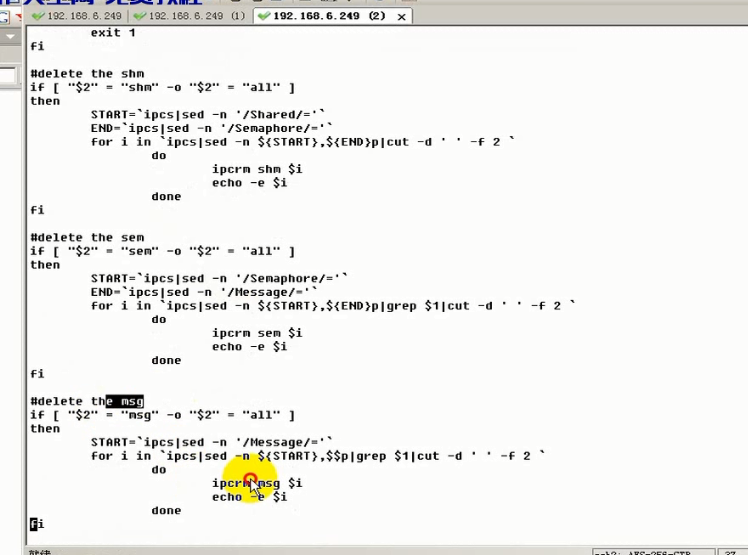 192.168.6.249 192.168.6.249 (1) 192.168.6.249 (2)
exit 1
fi
#delete the shm
if [ "$2" = "shm" -o "$2" = "all" ]
then
START=`ipcs|sed -n '/Shared/='`
END=`ipcs|sed -n '/Semaphore/='`
for i in `ipcs|sed -n ${START},${END}p|cut -d ' ' -f 2 `
do
ipcrm shm $i
echo -e $i
done
fi
#delete the sem
if [ "$2" = "sem" -o "$2" = "all" ]
then
START=`ipcs|sed -n '/Semaphore/='`
END=`ipcs|sed -n '/Message/='`
for i in `ipcs|sed -n ${START},${END}p|grep $1|cut -d ' ' -f 2 `
do
ipcrm sem $i
echo -e $i
done
fi
#delete the msg
if [ "$2" = "msg" -o "$2" = "all" ]
then
START=`ipcs|sed -n '/Message/='`
for i in `ipcs|sed -n ${START},$$p|grep $1|cut -d ' ' -f 2 `
do
ipcrm msg $i
echo -e $i
done
fi